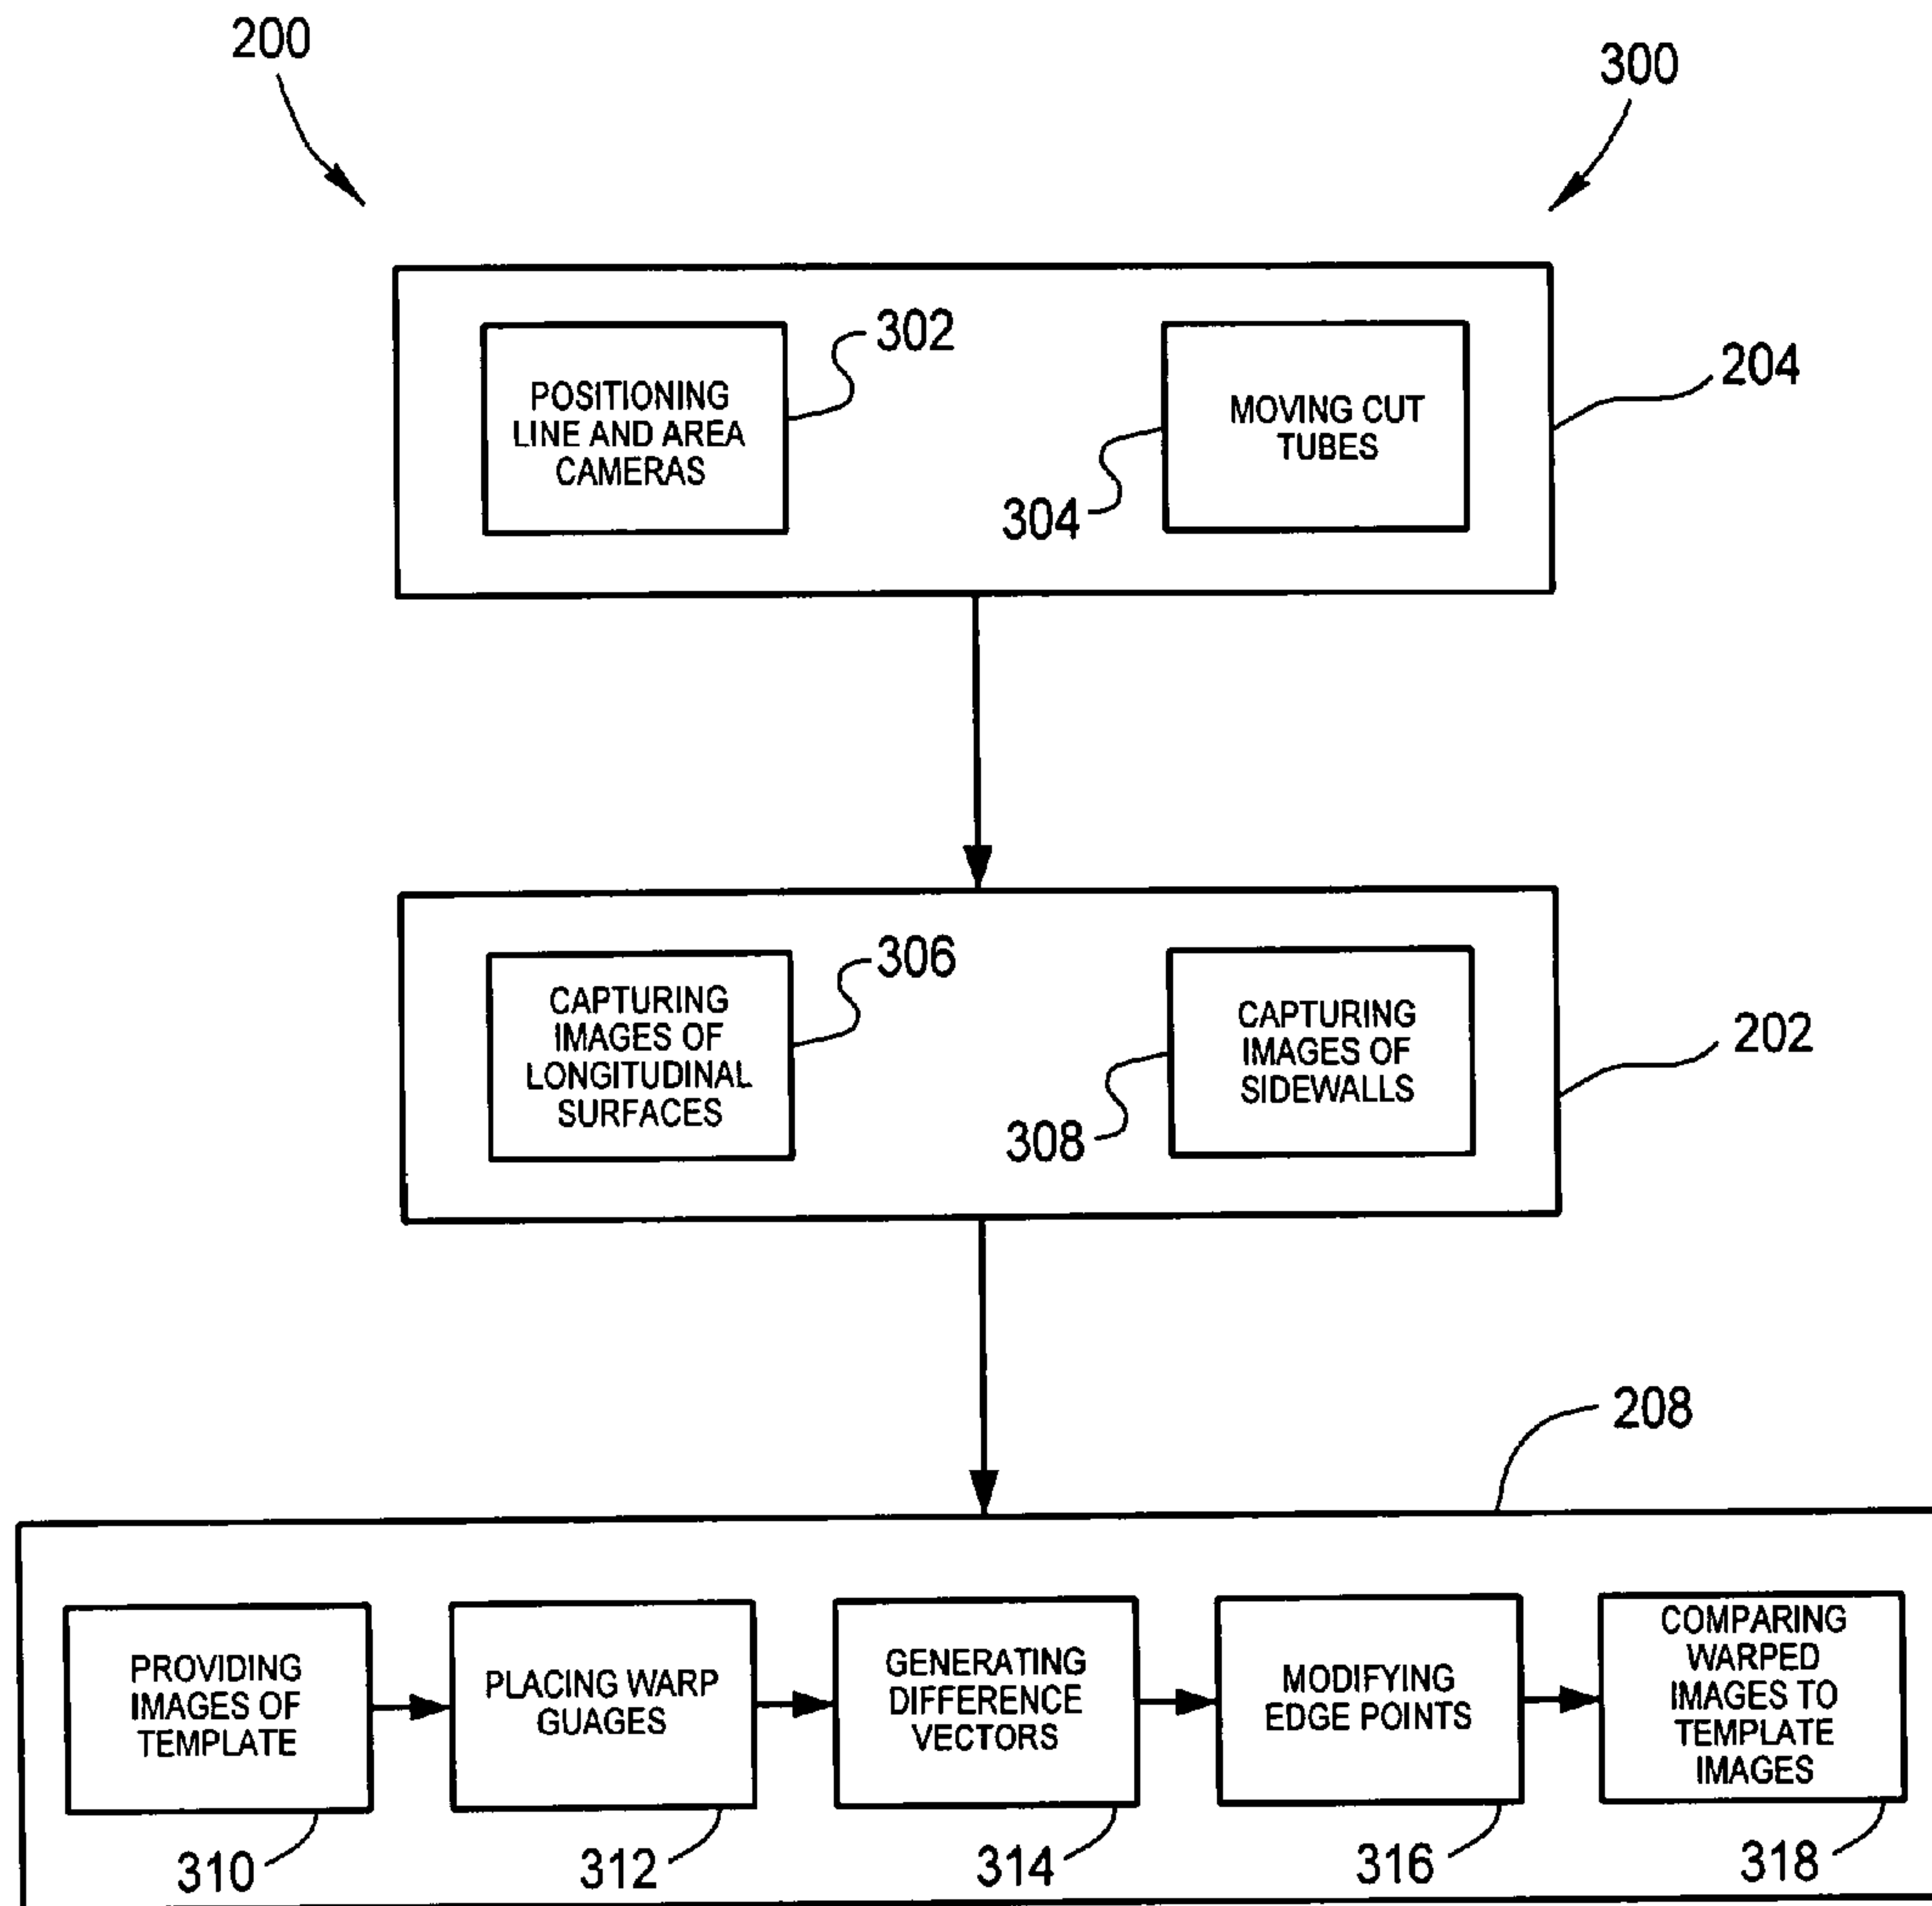 200
300
302
POSITIONING
LINE AND AREA
CAMERAS
MOVING CUT
TUBES
204
304
306
CAPTURING
IMAGES OF
LONGITUDINAL
SURFACES
CAPTURING
IMAGES OF
SIDEWALLS
202
308
208
PROVIDING
IMAGES OF
TEMPLATE
PLACING WARP
GUAGES
GENERATING
DIFFERENCE
VECTORS
MODIFYING
EDGE POINTS
COMPARING
WARPED
IMAGES TO
TEMPLATE
IMAGES
310
312
314
316
318